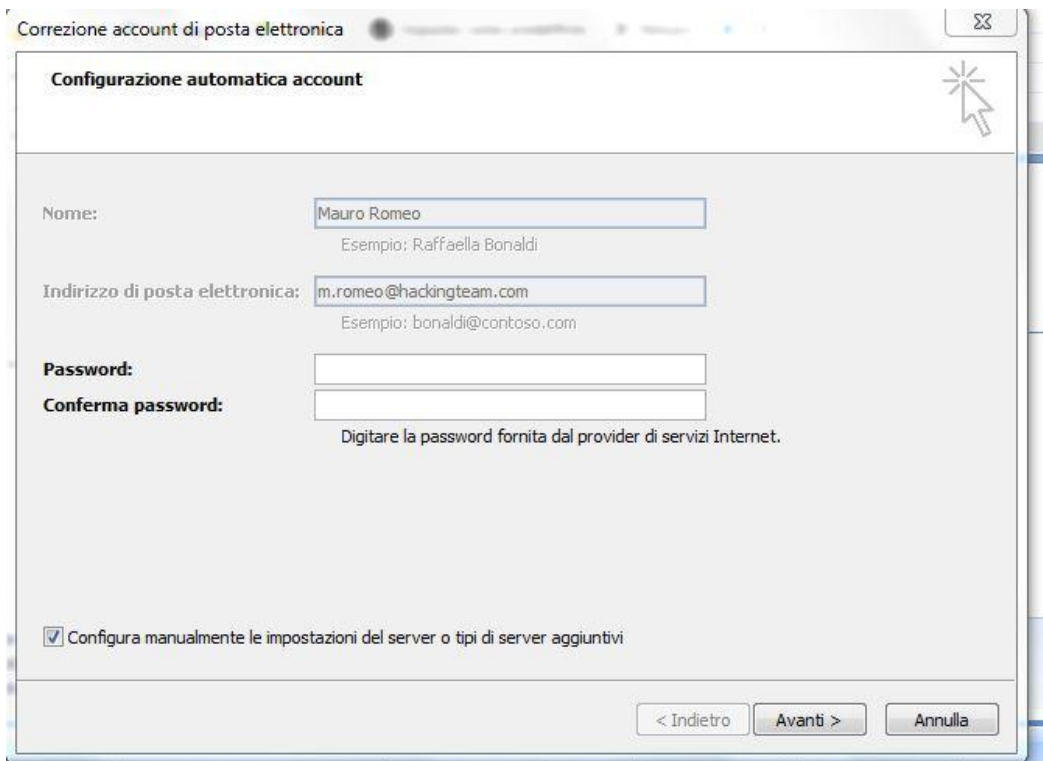 Correzione account di posta elettronica
Configurazione automatica account
Nome: Mauro Romeo
Esempio: Raffaella Bonaldi
Indirizzo di posta elettronica: m.romeo@hackingteam.com
Esempio: bonaldi@contoso.com
Password:
Conferma password:
Digitare la password fornita dal provider di servizi Internet.
Configura manualmente le impostazioni del server o tipi di server aggiuntivi
< Indietro Avanti > Annulla